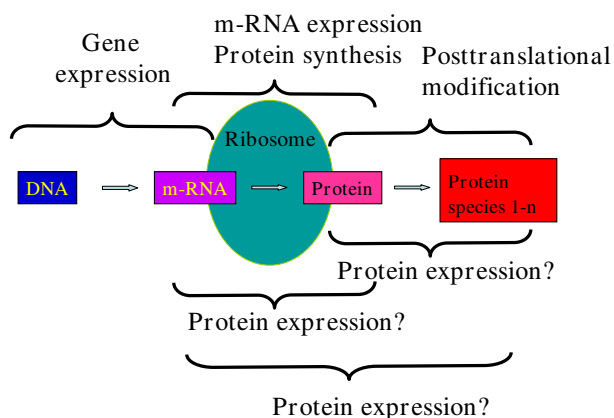 Gene
expression
m-RNA expression
Protein synthesis
Posttranslational
modification
Ribosome
DNA
m-RNA
Protein
Protein
species 1-n
Protein expression?
Protein expression?
Protein expression?